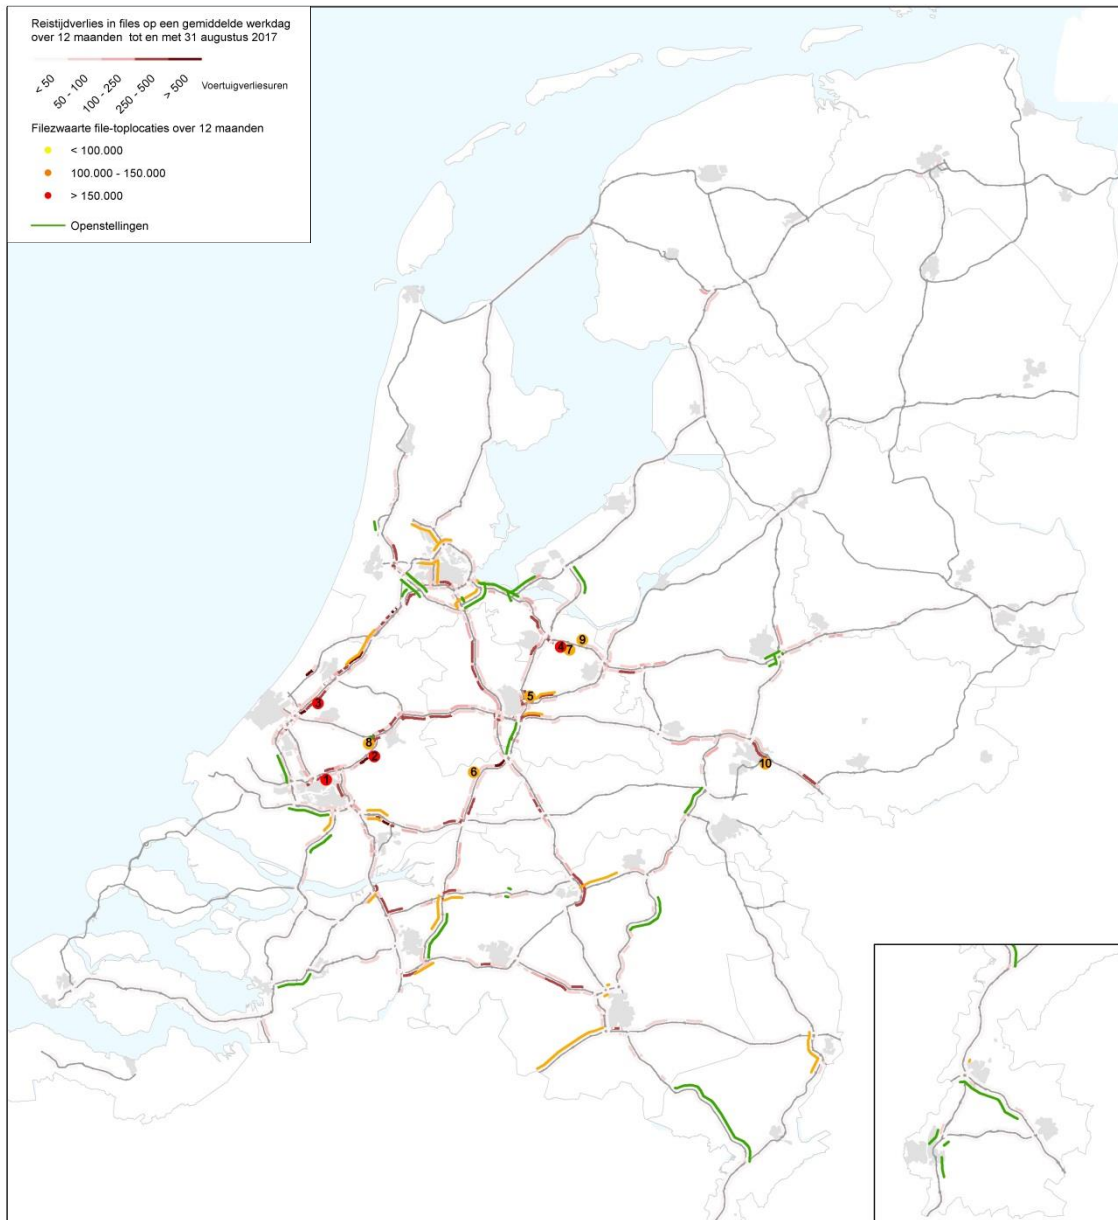 Reistijdverlies in files op een gemiddelde werkdag
over 12 maanden tot en met 31 augustus 2017
< 50
50 - 100
100 - 250
250 - 500
> 500
Voertuigverliesuren
Filezwaarte file-toplocaties over 12 maanden
< 100.000
100.000 - 150.000
> 150.000
Openstellingen
9
4
7
5
3
8
2
10
6
1